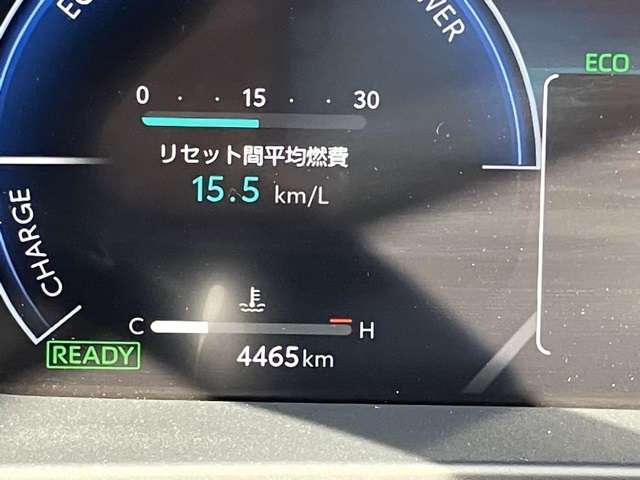 ECO
POWER
ECO
0 · · 15 · · 30
リセット間平均燃費
15.5 km/L
CHARGE
C H
READY
4465km